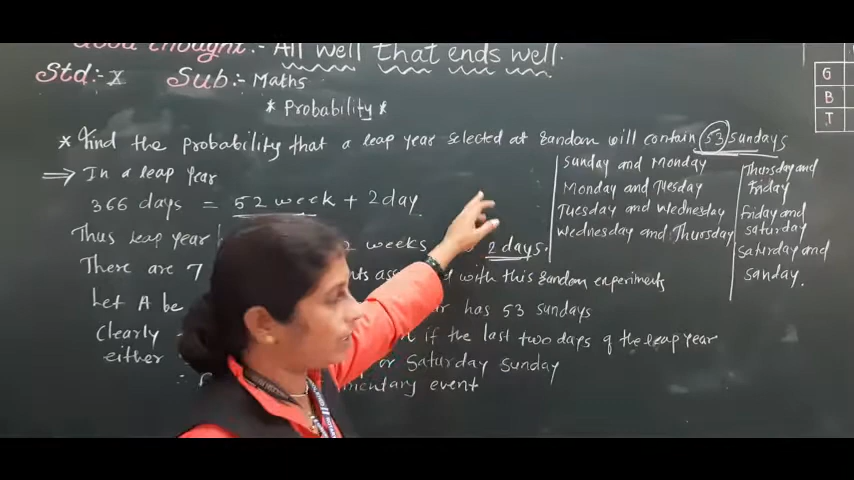 Good thought:- All well that ends well.
Std:- X Sub:- Maths
* Probability *
* Find the probability that a leap year selected at random will contain 53 sundays
⇒ In a leap year
366 days = 52 week + 2day
Thus leap year 2 weeks 2 days.
There are 7 with this random experiments
Let A be has 53 sundays
Clearly if the last two days of the leap year
either or Saturday Sunday
event
Sunday and Monday
Monday and Tuesday
Tuesday and Wednesday
Wednesday and Thursday
Thursday and
Friday
Friday and
saturday
Saturday and
sanday.
G
B
T